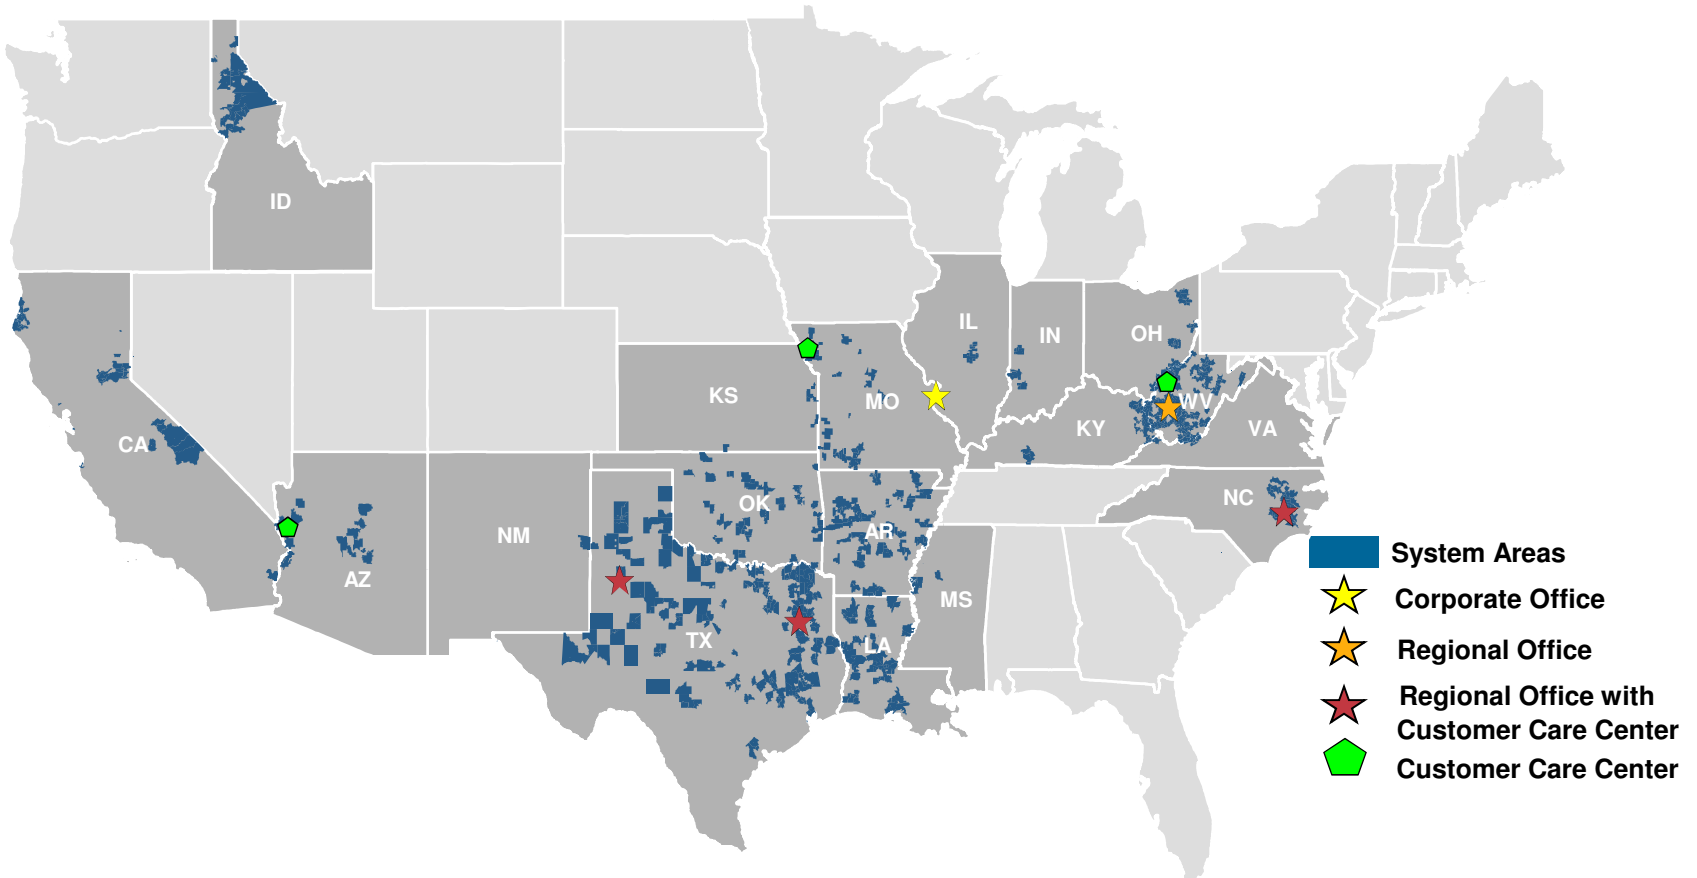 ID
IL
IN
OH
KS
MO
WV
CA
KY
VA
OK
NC
NM
AR
AZ
MS
TX
LA
System Areas
Corporate Office
Regional Office
Regional Office with
Customer Care Center
Customer Care Center